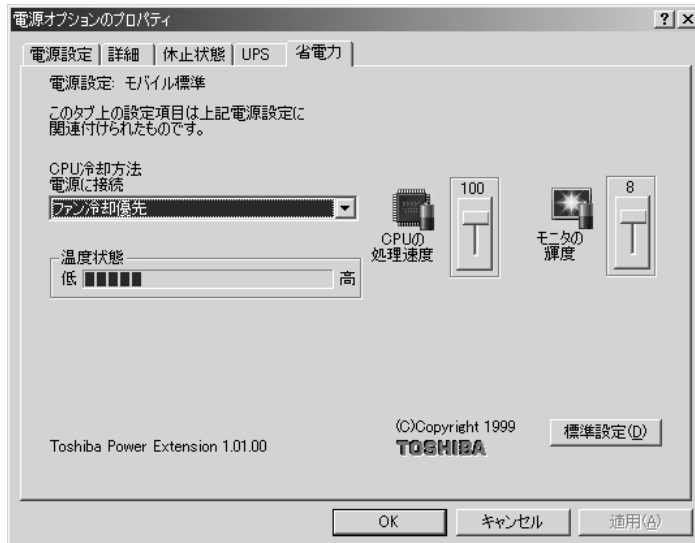 電源オプションのプロパティ
電源設定
詳細
休止状態
UPS
省電力
電源設定: モバイル標準
このタブ上の設定項目は上記電源設定に
関連付けられたものです。
CPU冷却方法
電源に接続
ファン冷却優先
100
8
CPUの
処理速度
モニタの
輝度
温度状態
低
高
Toshiba Power Extension 1.01.00
(C)Copyright 1999
TOSHIBA
標準設定(D)
OK
キャンセル
適用(A)